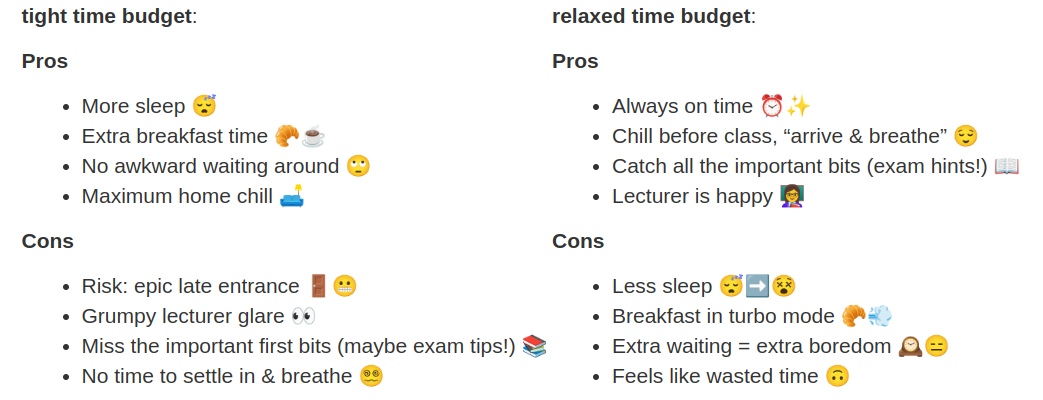 tight time budget:
Pros
• More sleep 😴
• Extra breakfast time 🥐☕
• No awkward waiting around 🙄
• Maximum home chill 🛋️
Cons
• Risk: epic late entrance 🚪😬
• Grumpy lecturer glare 👀
• Miss the important first bits (maybe exam tips!) 📚
• No time to settle in & breathe 😵‍💫
relaxed time budget:
Pros
• Always on time ⏰✨
• Chill before class, “arrive & breathe” 😌
• Catch all the important bits (exam hints!) 📖
• Lecturer is happy 👩‍🏫
Cons
• Less sleep 😴➡️😵
• Breakfast in turbo mode 🥐💨
• Extra waiting = extra boredom 🕰️😑
• Feels like wasted time 🙃